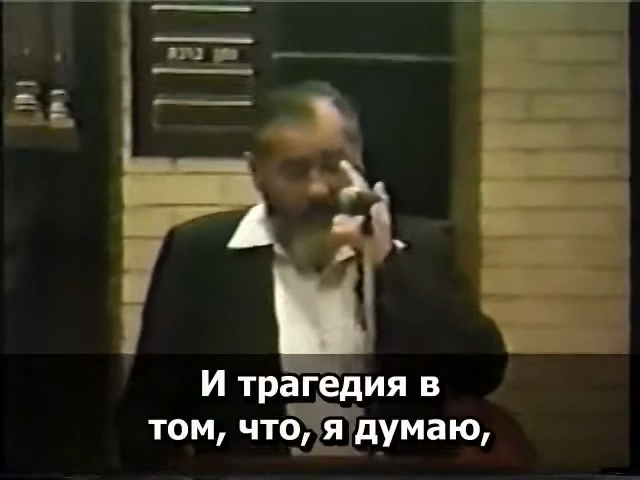 И трагедия в
том, что, я думаю,